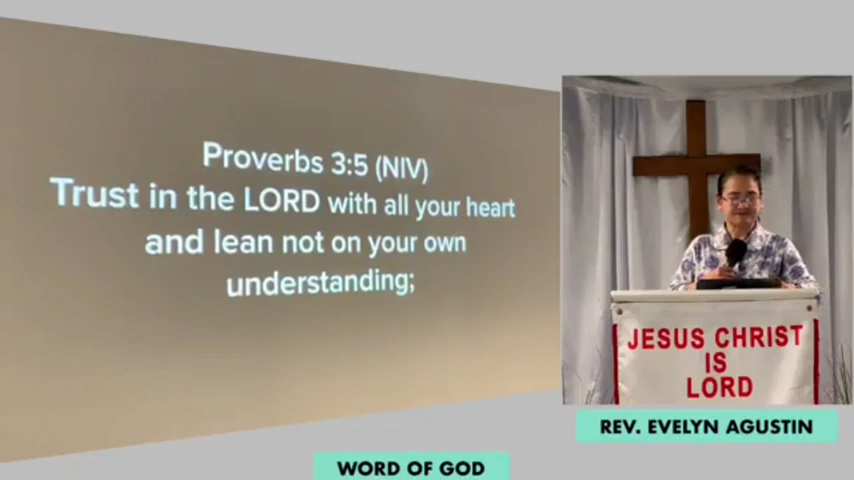 Proverbs 3:5 (NIV)
Trust in the LORD with all your heart
and lean not on your own
understanding;
JESUS CHRIST
IS
LORD
REV. EVELYN AGUSTIN
WORD OF GOD